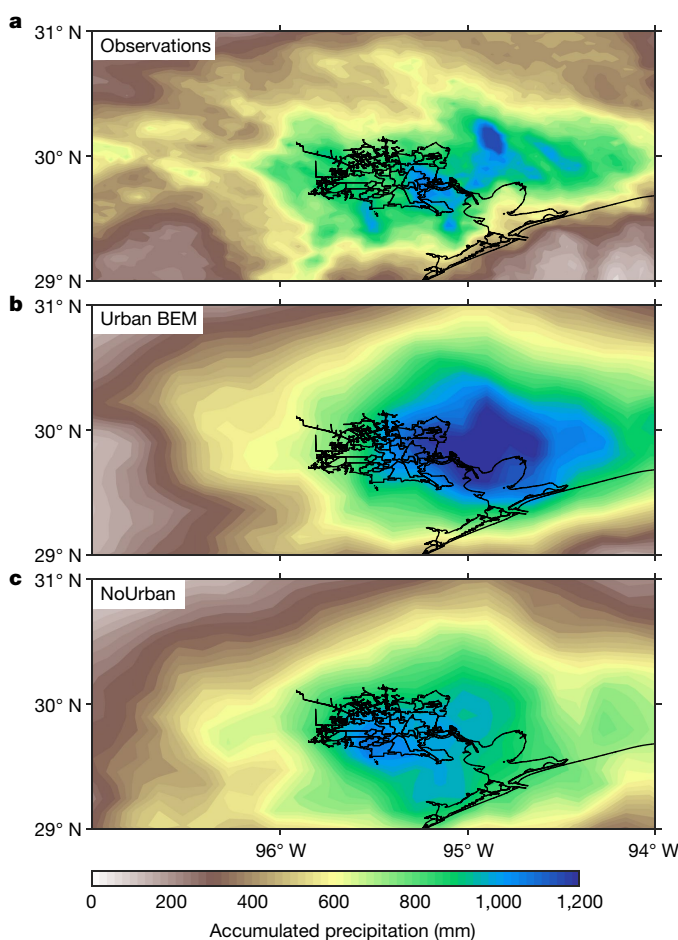 a
31° N
Observations
30° N
29° N
b
31° N
Urban BEM
30° N
29° N
c
31° N
NoUrban
30° N
29° N
96° W 95° W 94° W
0 200 400 600 800 1,000 1,200
Accumulated precipitation (mm)